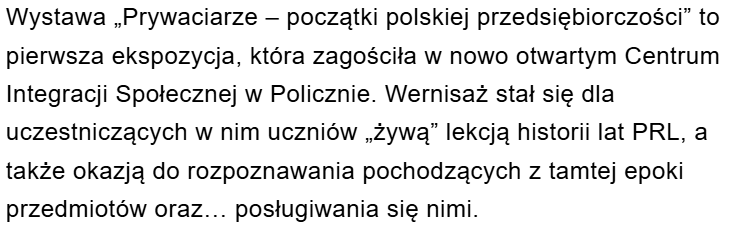 Wystawa „Prywaciarze – początki polskiej przedsiębiorczości” to
pierwsza ekspozycja, która zagościła w nowo otwartym Centrum
Integracji Społecznej w Policznie. Wernisaż stał się dla
uczestniczących w nim uczniów „żywą” lekcją historii lat PRL, a
także okazją do rozpoznawania pochodzących z tamtej epoki
przedmiotów oraz… posługiwania się nimi.